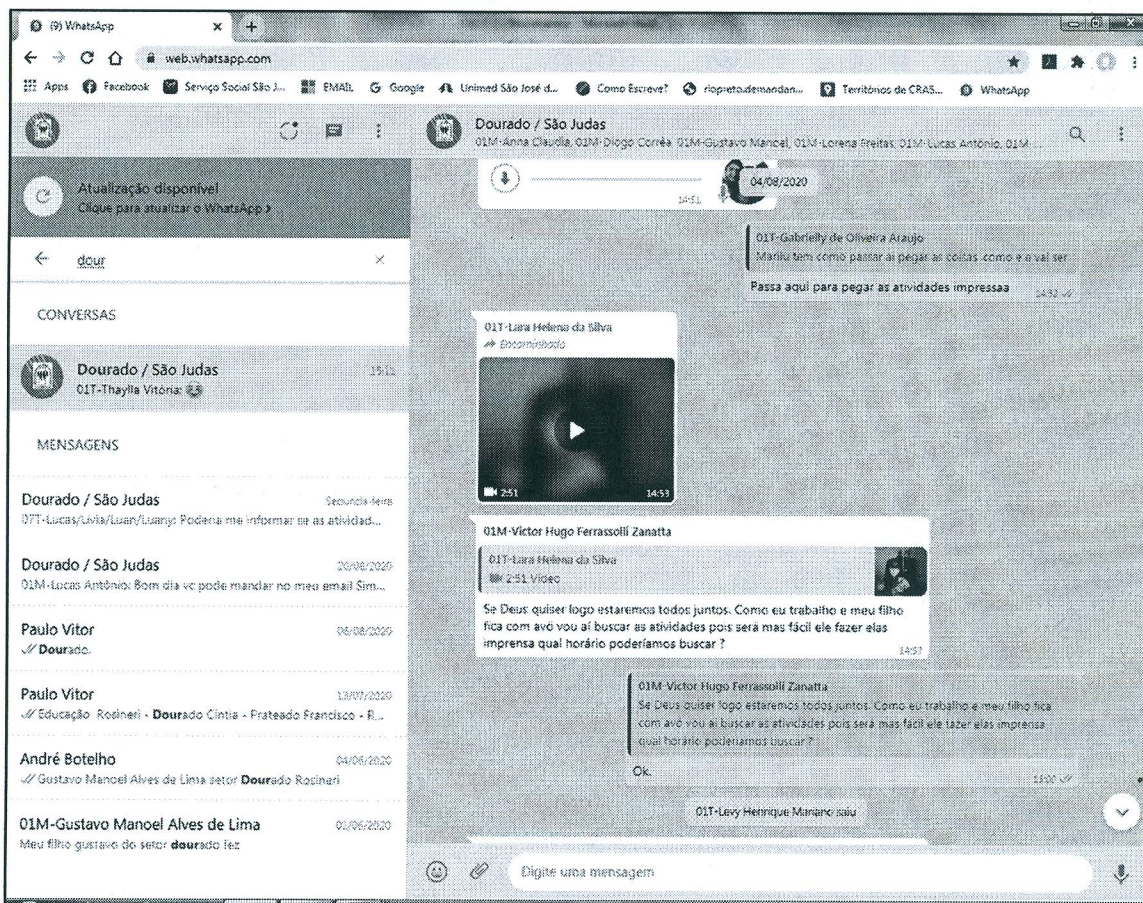 (9) WhatsApp
web.whatsapp.com
Apps Facebook Serviço Social São J... EMAIL Google Unimed São José d... Como Escreve? riopreto.demandan... Territórios de CRAS... WhatsApp
Atualização disponível
Clique para atualizar o WhatsApp >
dour
CONVERSAS
Dourado / São Judas 15:11
01T-Thaylla Vitória:
MENSAGENS
Dourado / São Judas Segunda-feira
07T-Lucas/Lívia/Luan/Luany: Poderia me informar se as atividad...
Dourado / São Judas 20/08/2020
01M-Lucas Antônio: Bom dia vc pode mandar no meu email Sim...
Paulo Vitor 06/08/2020
Dourado.
Paulo Vitor 13/07/2020
Educação Rosineri - Dourado Cintia - Prateado Francisco - R...
André Botelho 04/06/2020
Gustavo Manoel Alves de Lima setor Dourado Rosineri
01M-Gustavo Manoel Alves de Lima 01/06/2020
Meu filho gustavo do setor dourado fez
Dourado / São Judas
01M-Anna Claudia, 01M-Diogo Corrêa, 01M-Gustavo Manoel, 01M-Lorena Freitas, 01M-Lucas Antônio, 01M-...
04/08/2020
14:51
01T-Gabrielly de Oliveira Araujo
Marilu tem como passar ai pegar as coisas como e q vai ser
Passa aqui para pegar as atividades impressaa
14:52
01T-Lara Helena da Silva
Encaminhada
2:51 14:53
01M-Victor Hugo Ferrassolli Zanatta
01T-Lara Helena da Silva
2:51 Vídeo
Se Deus quiser logo estaremos todos juntos. Como eu trabalho e meu filho
fica com avó vou aí buscar as atividades pois será mas fácil ele fazer elas
imprensa qual horário poderíamos buscar ?
14:57
01M-Victor Hugo Ferrassolli Zanatta
Se Deus quiser logo estaremos todos juntos. Como eu trabalho e meu filho fica
com avó vou aí buscar as atividades pois será mas fácil ele fazer elas imprensa
qual horário poderíamos buscar ?
Ok.
15:00
01T-Levy Henrique Mariano saiu
Digite uma mensagem